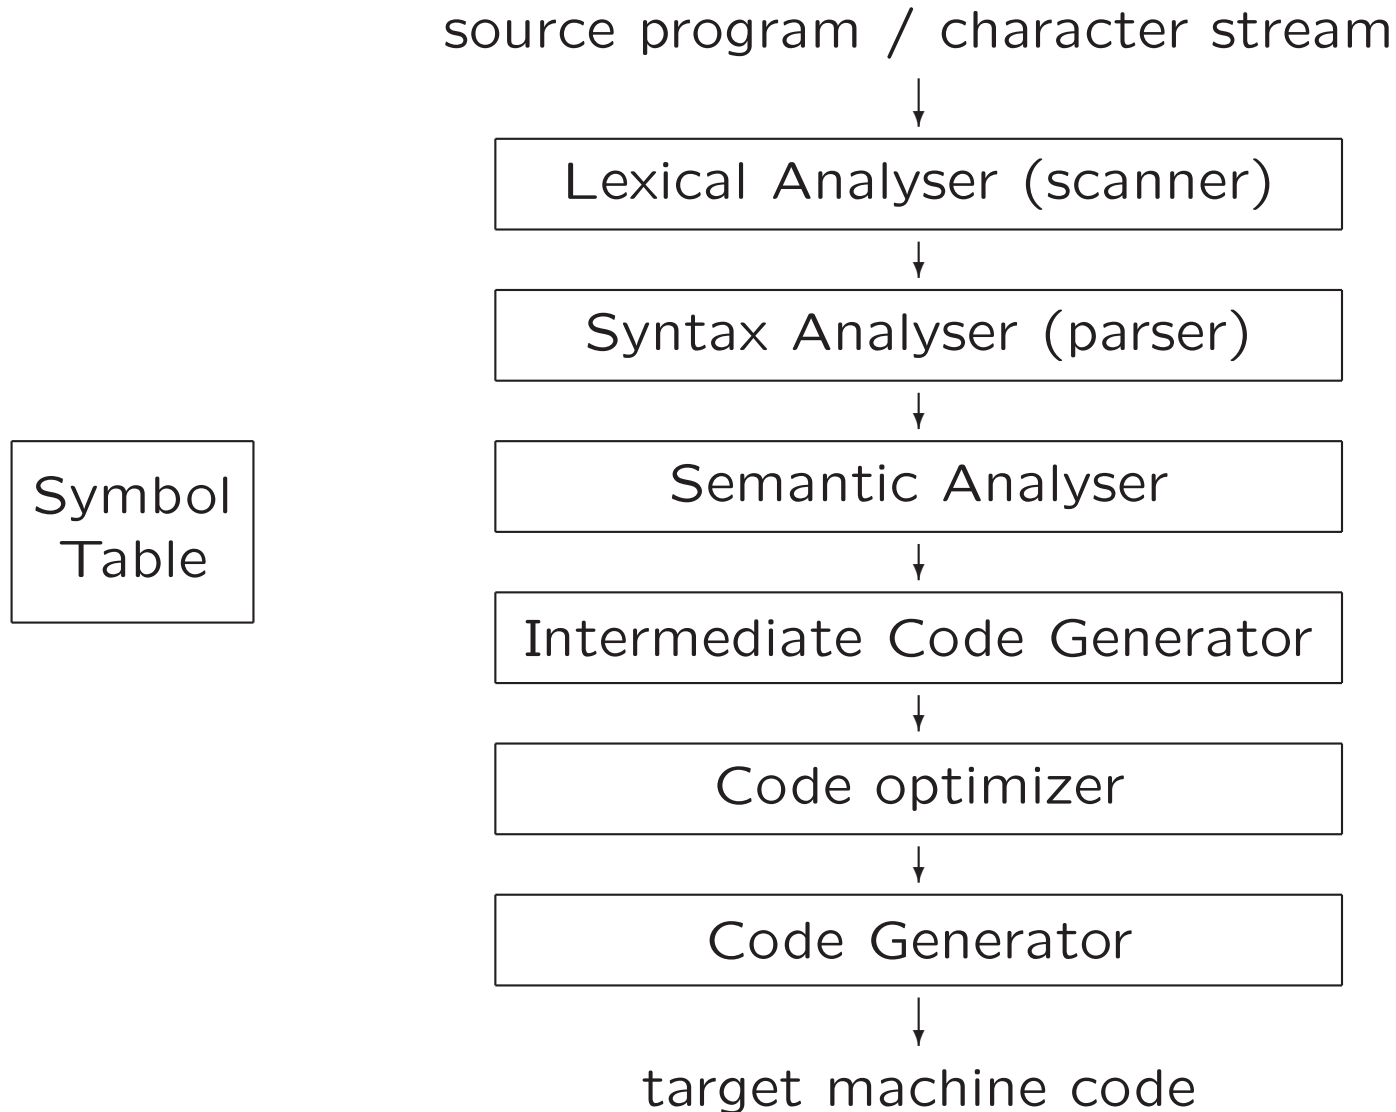 source program / character stream
Lexical Analyser (scanner)
Syntax Analyser (parser)
Semantic Analyser
Symbol
Table
Intermediate Code Generator
Code optimizer
Code Generator
target machine code